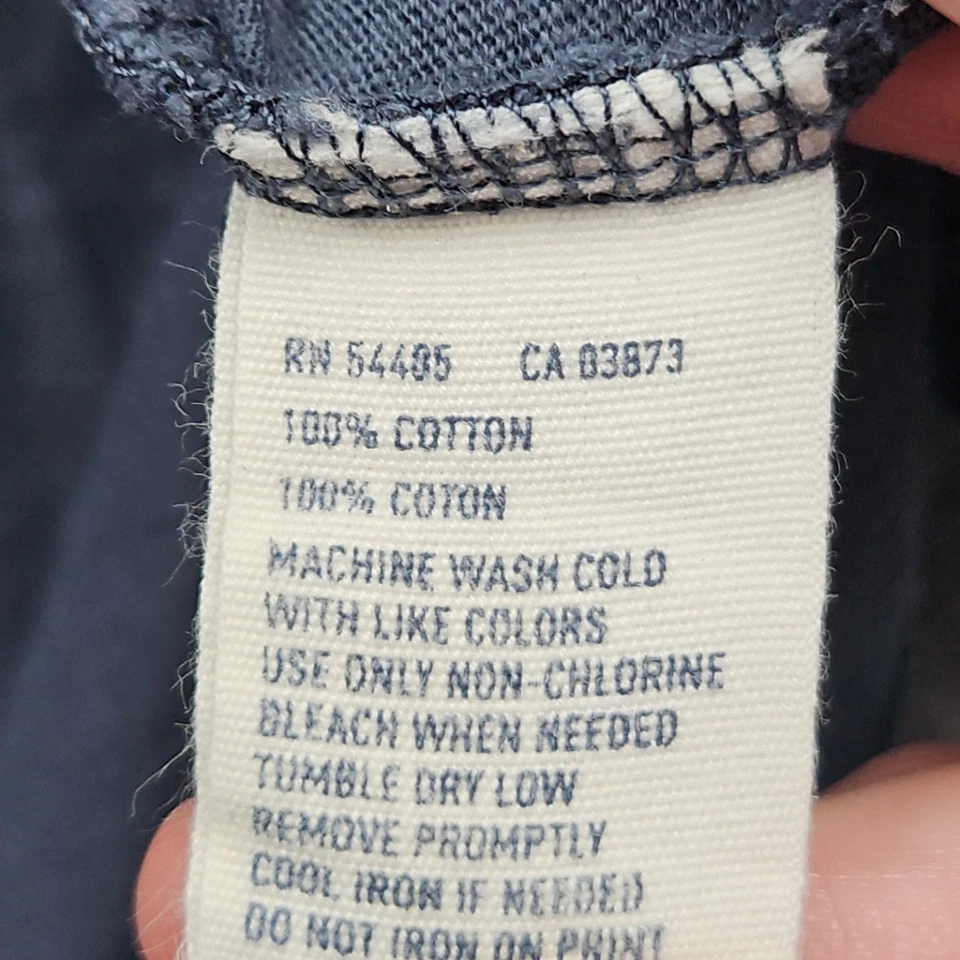 RN 54485 CA 03873
100% COTTON
100% COTON
MACHINE WASH COLD
WITH LIKE COLORS
USE ONLY NON-CHLORINE
BLEACH WHEN NEEDED
TUMBLE DRY LOW
REMOVE PROMPTLY
COOL IRON IF NEEDED
DO NOT IRON ON PRINT